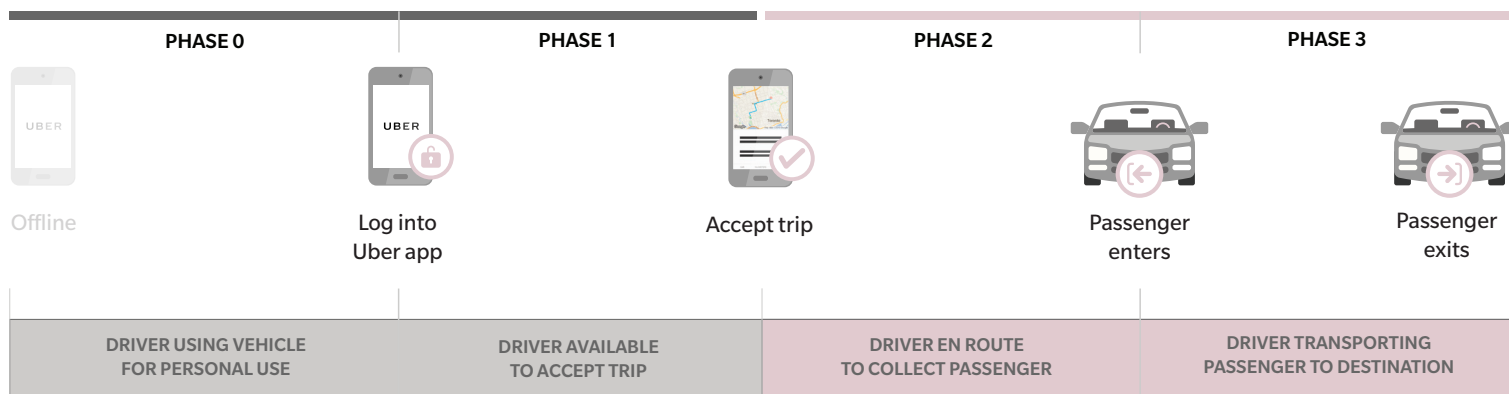 PHASE 0
PHASE 1
PHASE 2
PHASE 3
UBER
UBER
Offline
Log into
Uber app
Accept trip
Passenger
enters
Passenger
exits
DRIVER USING VEHICLE
FOR PERSONAL USE
DRIVER AVAILABLE
TO ACCEPT TRIP
DRIVER EN ROUTE
TO COLLECT PASSENGER
DRIVER TRANSPORTING
PASSENGER TO DESTINATION